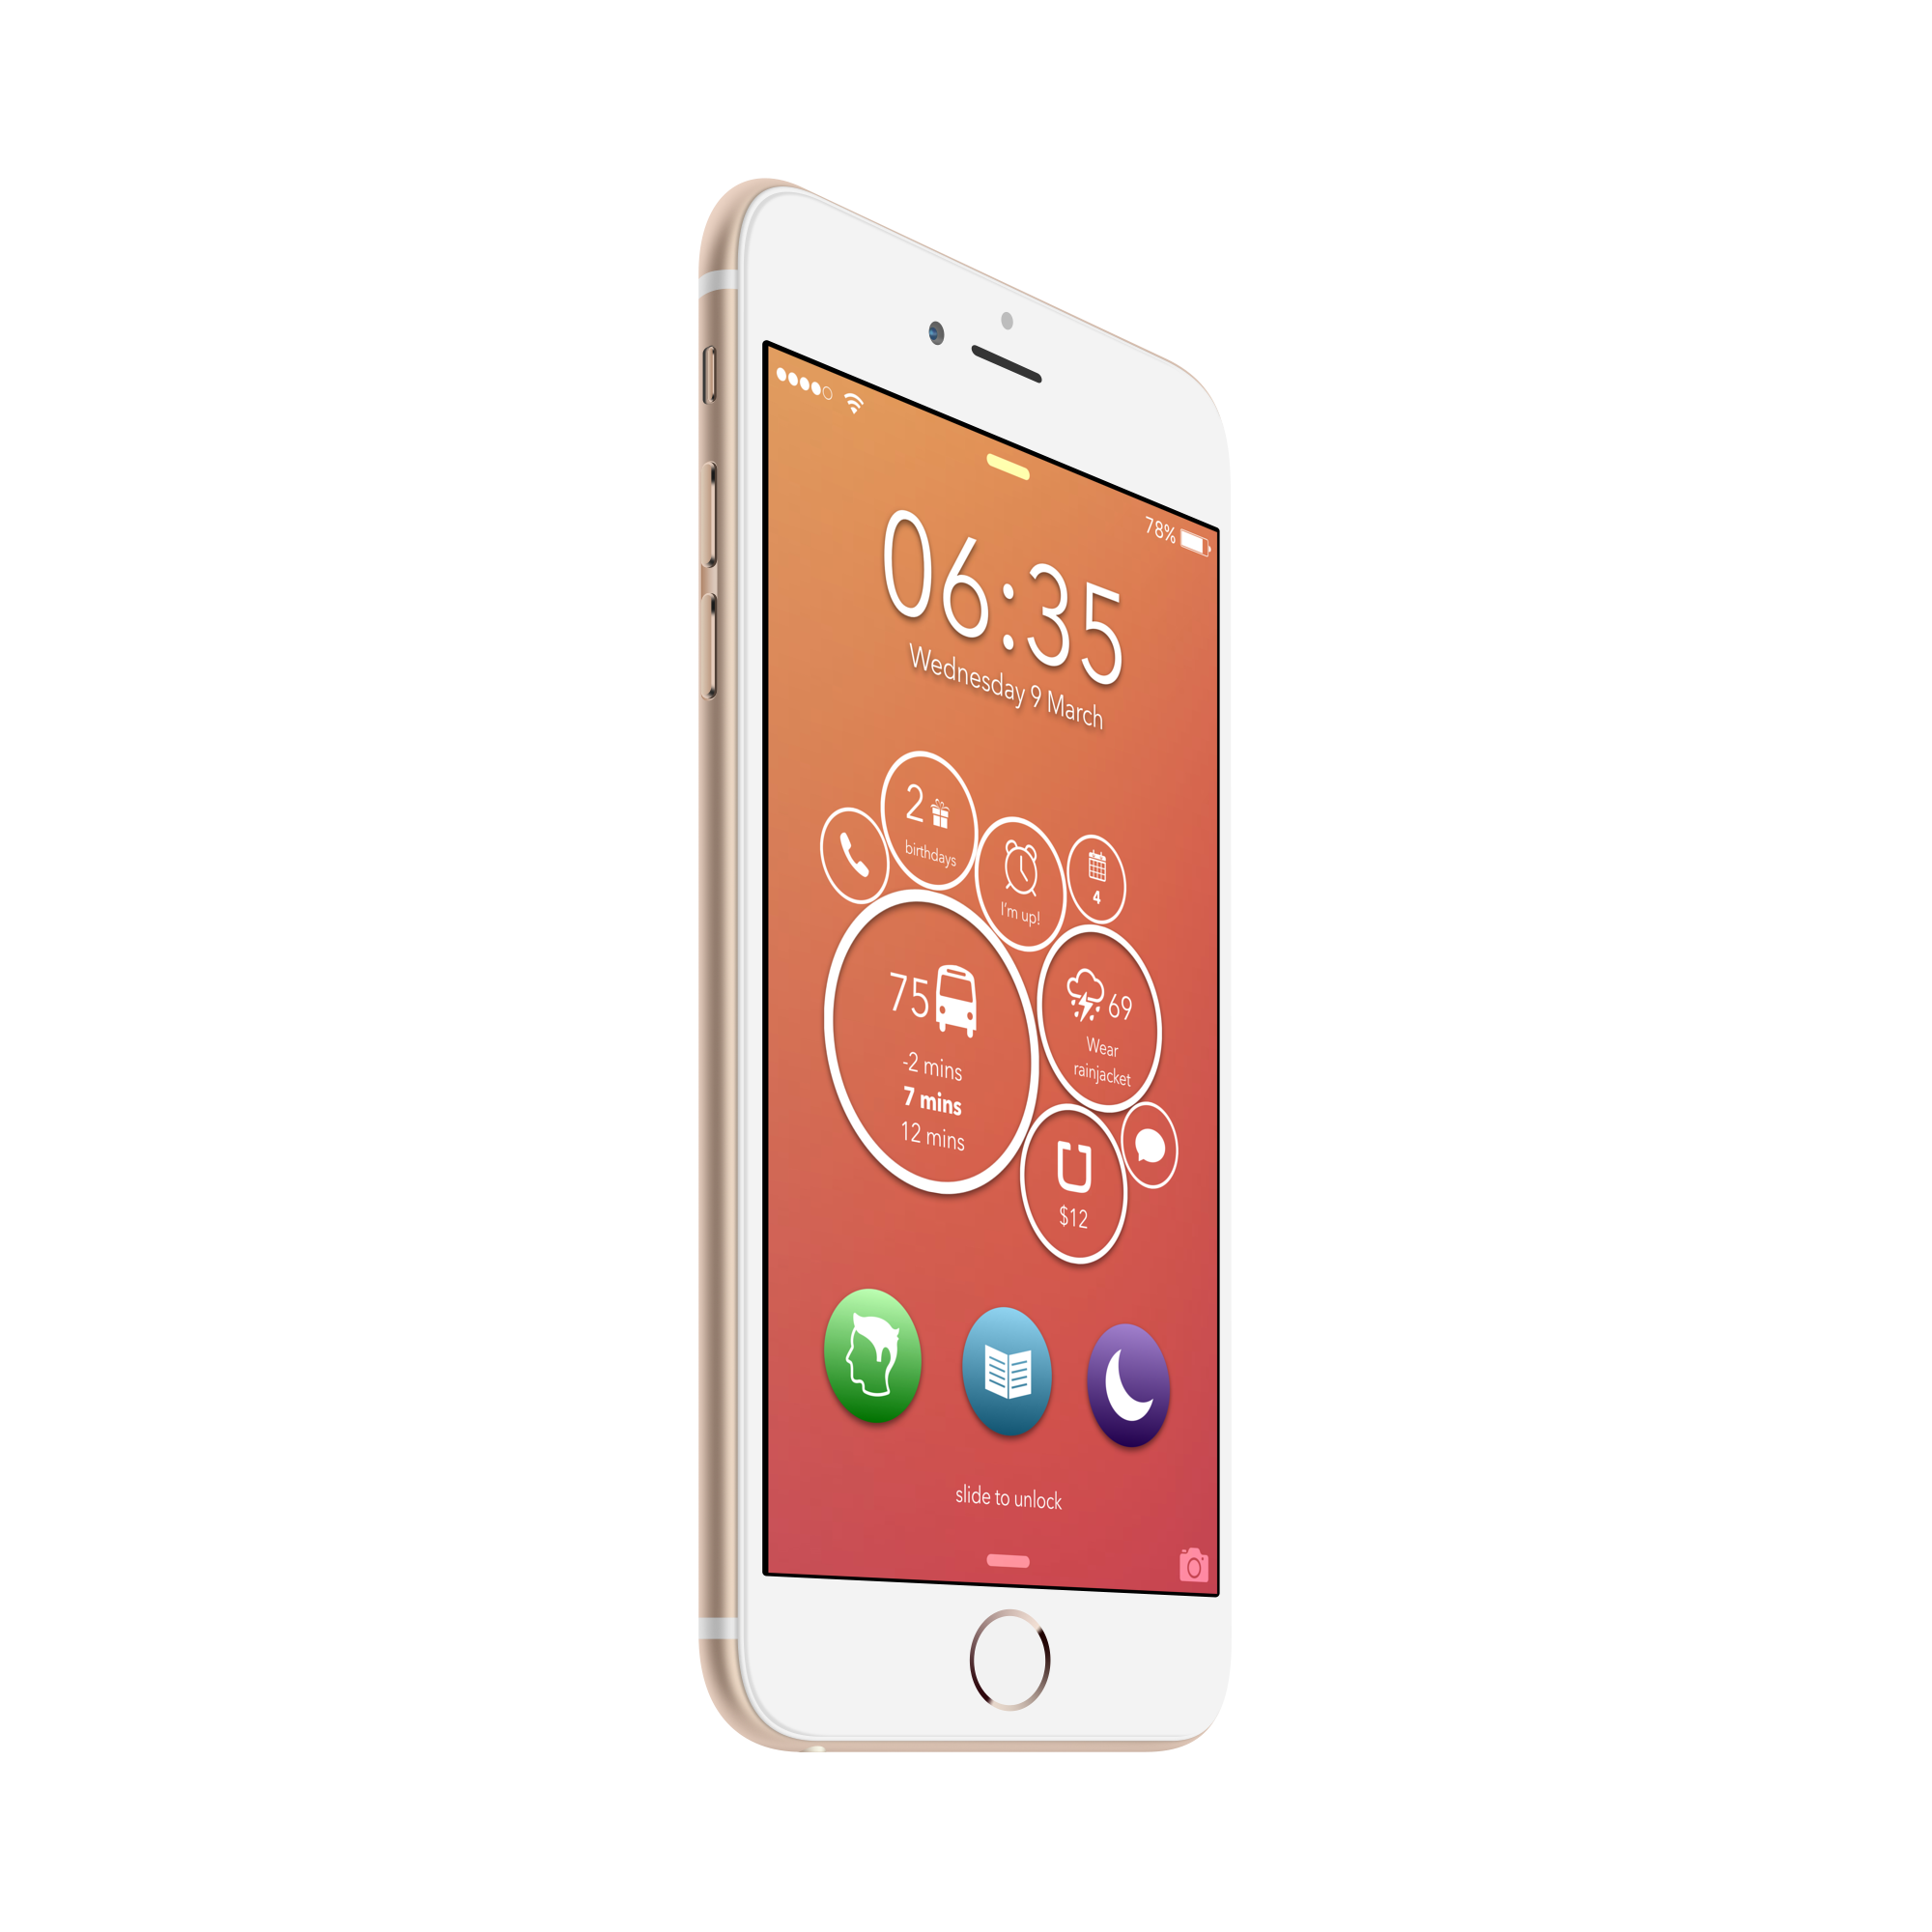 78%
06:35
Wednesday 9 March
2
birthdays
I'm up!
4
75
-2 mins
7 mins
12 mins
69
Wear
rainjacket
$12
slide to unlock